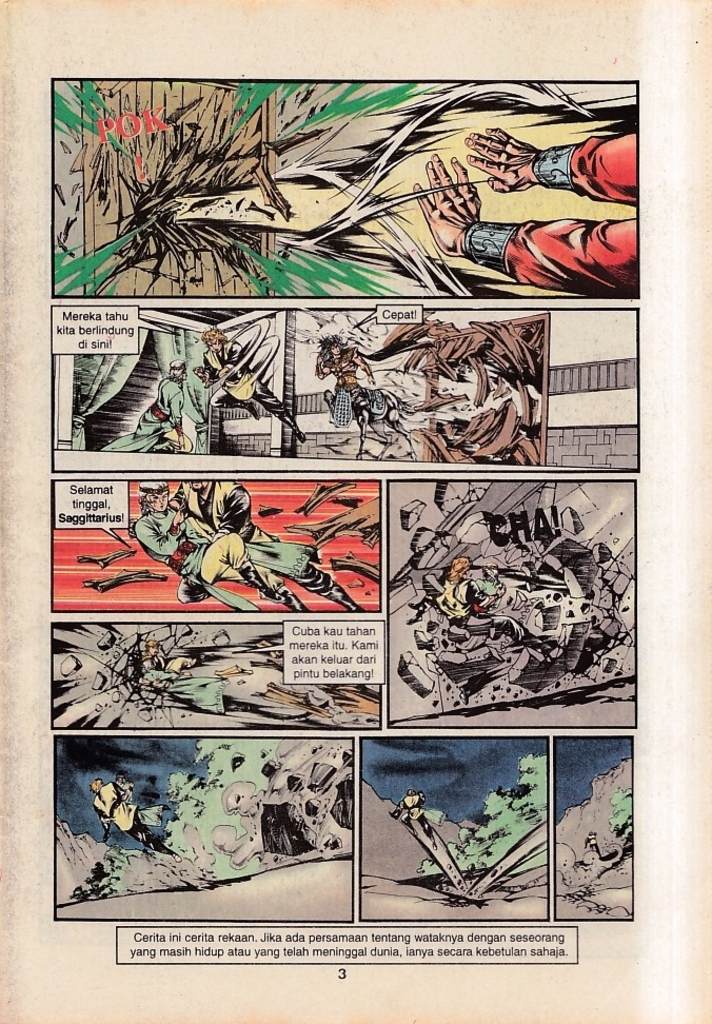 POK
!
Mereka tahu
kita berlindung
di sini!
Cepat!
Selamat
tinggal,
Saggittarius!
CHA!
Cuba kau tahan
mereka itu. Kami
akan keluar dari
pintu belakang!
Cerita ini cerita rekaan. Jika ada persamaan tentang wataknya dengan seseorang
yang masih hidup atau yang telah meninggal dunia, ianya secara kebetulan sahaja.
3